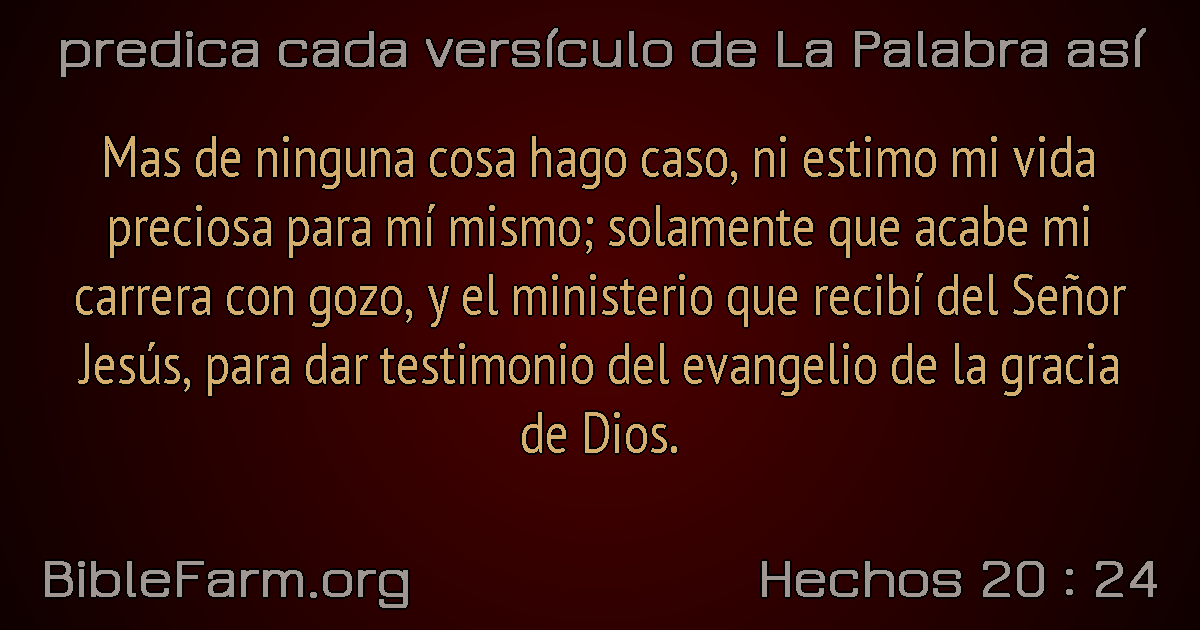 predica cada versículo de La Palabra así
Mas de ninguna cosa hago caso, ni estimo mi vida
preciosa para mí mismo; solamente que acabe mi
carrera con gozo, y el ministerio que recibí del Señor
Jesús, para dar testimonio del evangelio de la gracia
de Dios.
BibleFarm.org
Hechos 20 : 24